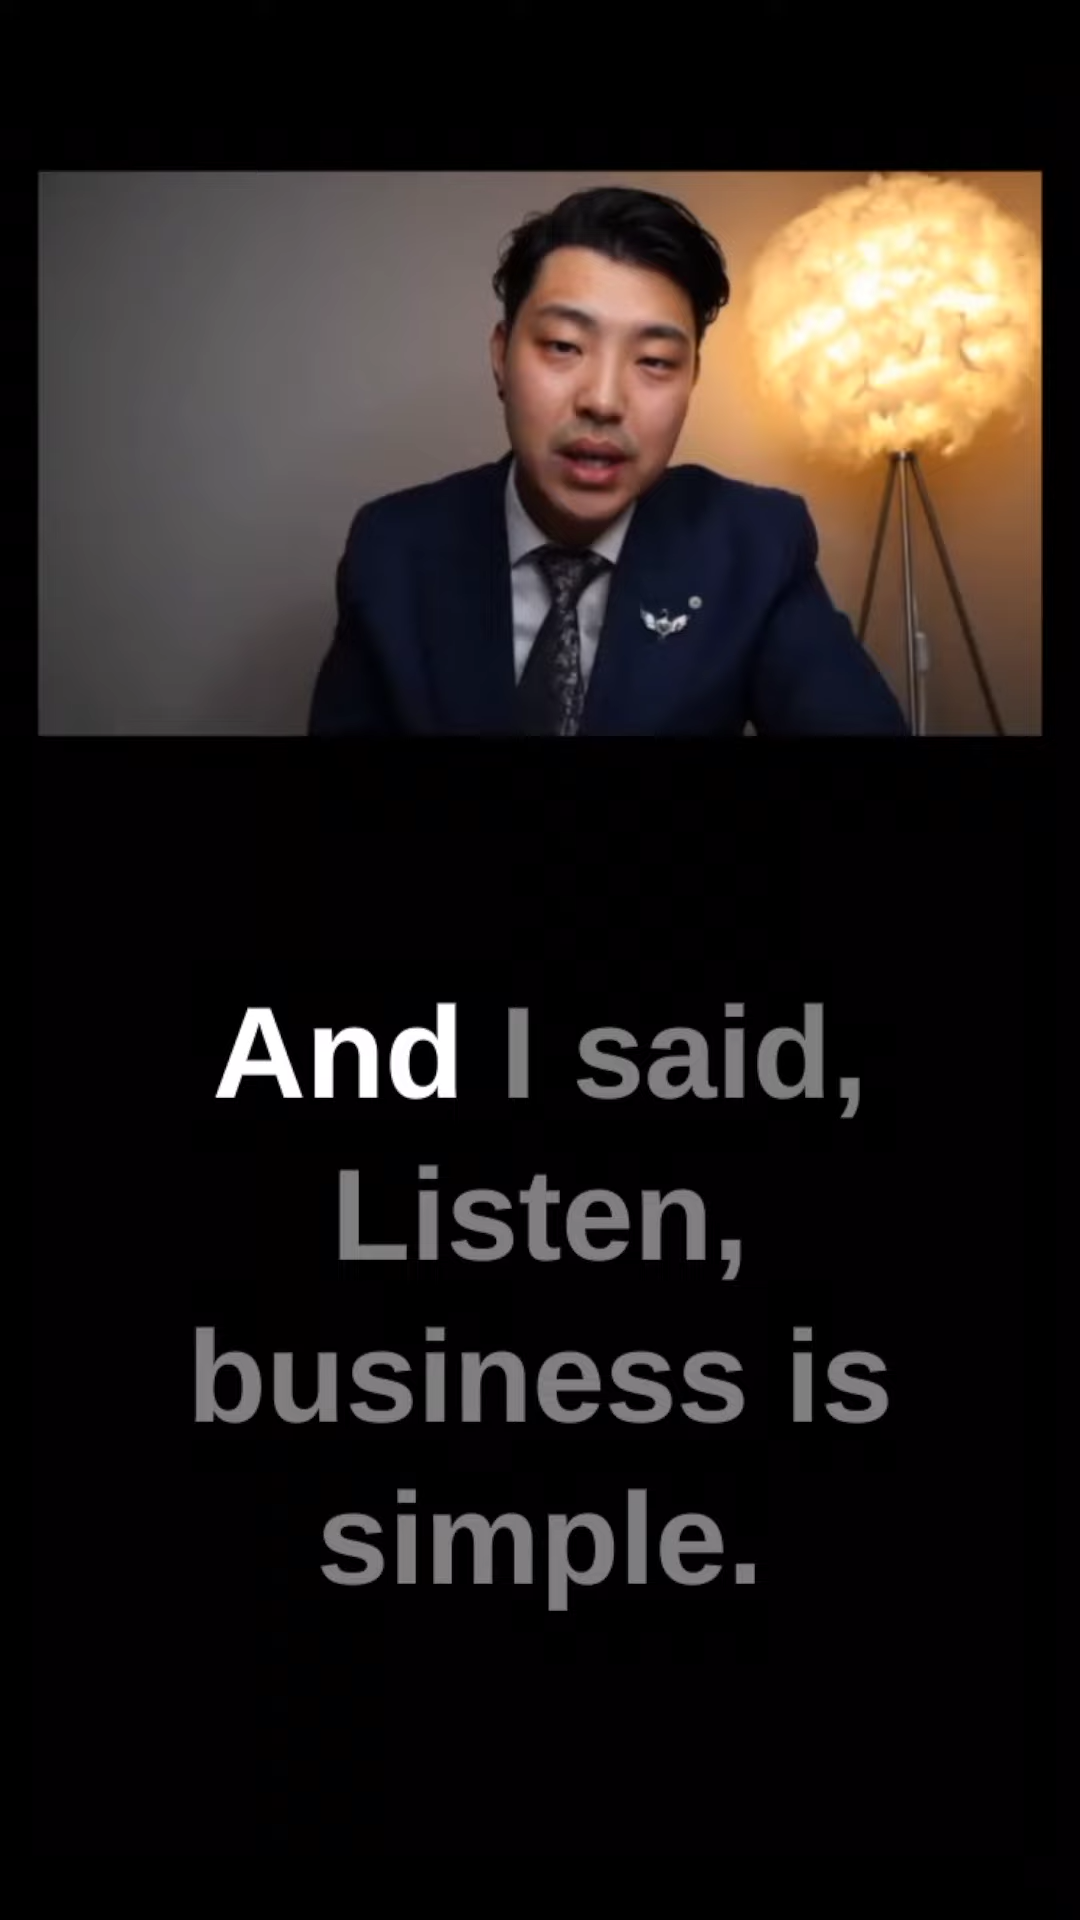 And I said,
Listen,
business is
simple.